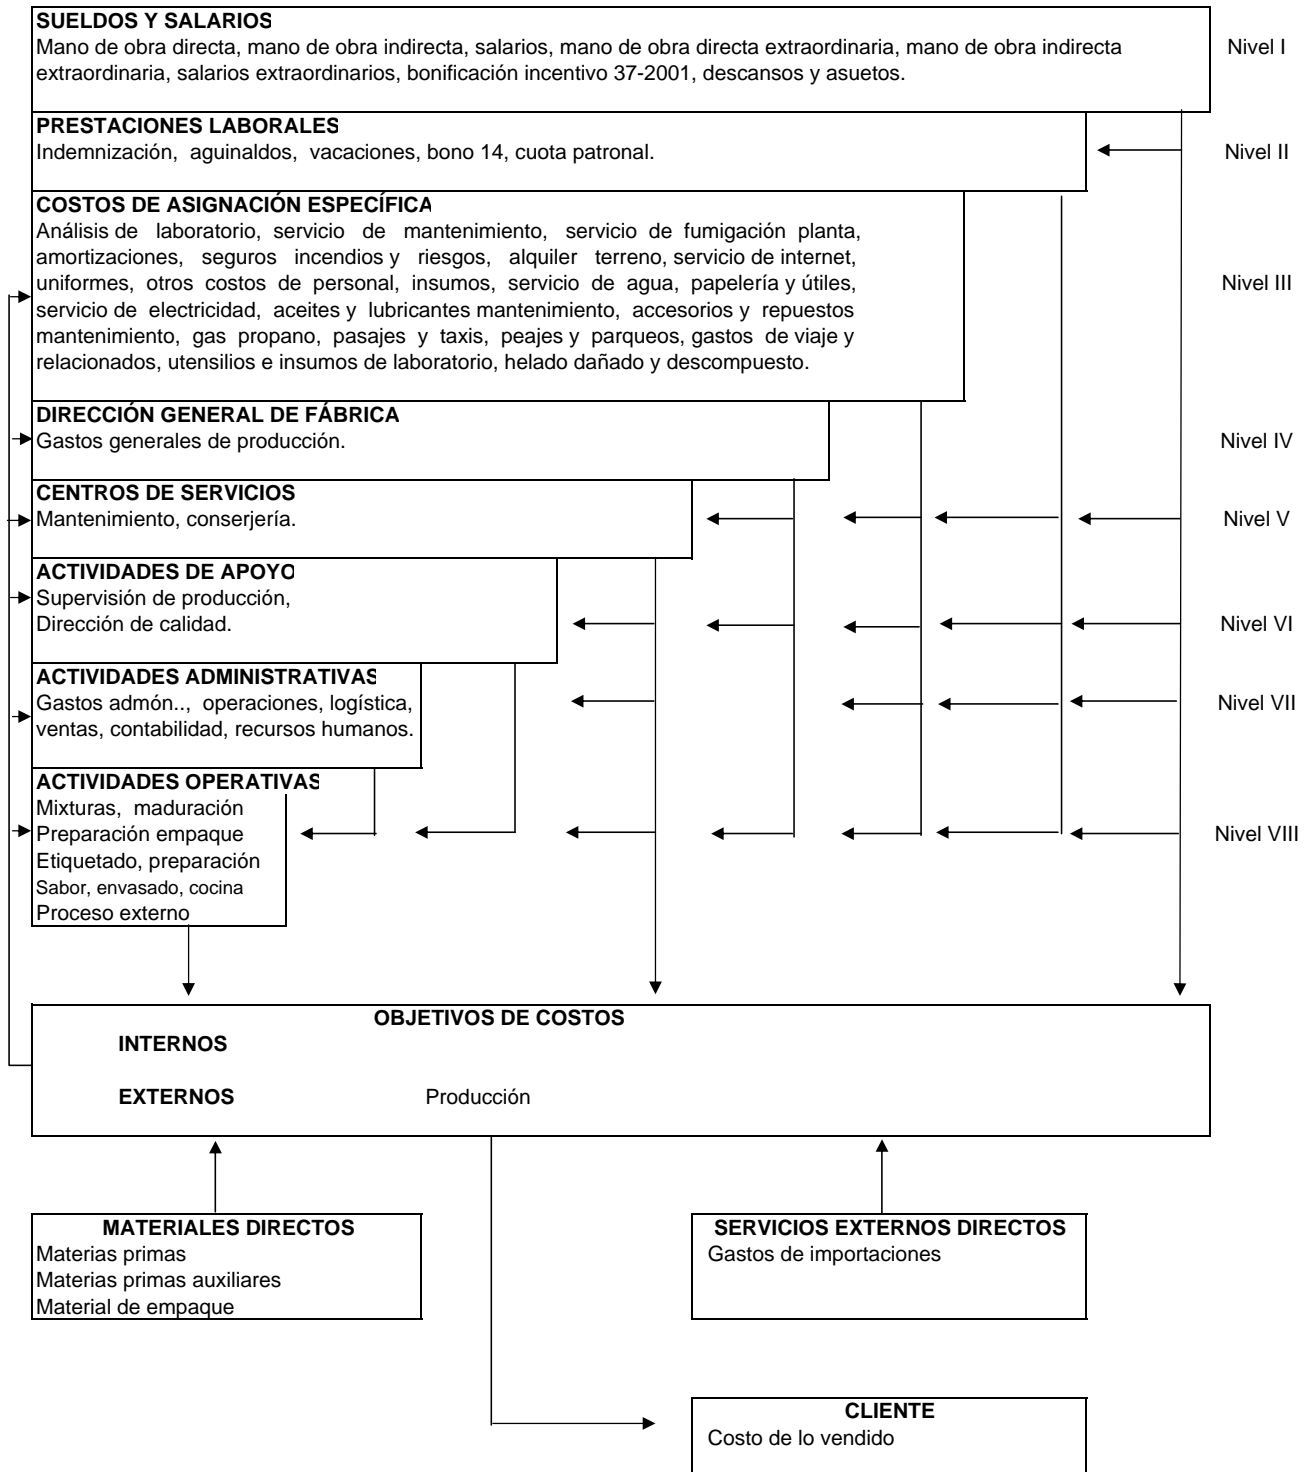 SUELDOS Y SALARIOS
Mano de obra directa, mano de obra indirecta, salarios, mano de obra directa extraordinaria, mano de obra indirecta
extraordinaria, salarios extraordinarios, bonificación incentivo 37-2001, descansos y asuetos.
Nivel I
PRESTACIONES LABORALES
Indemnización, aguinaldos, vacaciones, bono 14, cuota patronal.
Nivel II
COSTOS DE ASIGNACIÓN ESPECÍFICA
Análisis de laboratorio, servicio de mantenimiento, servicio de fumigación planta,
amortizaciones, seguros incendios y riesgos, alquiler terreno, servicio de internet,
uniformes, otros costos de personal, insumos, servicio de agua, papelería y útiles,
servicio de electricidad, aceites y lubricantes mantenimiento, accesorios y repuestos
mantenimiento, gas propano, pasajes y taxis, peajes y parqueos, gastos de viaje y
relacionados, utensilios e insumos de laboratorio, helado dañado y descompuesto.
Nivel III
DIRECCIÓN GENERAL DE FÁBRICA
Gastos generales de producción.
Nivel IV
CENTROS DE SERVICIOS
Mantenimiento, conserjería.
Nivel V
ACTIVIDADES DE APOYO
Supervisión de producción,
Dirección de calidad.
Nivel VI
ACTIVIDADES ADMINISTRATIVAS
Gastos admón.., operaciones, logística,
ventas, contabilidad, recursos humanos.
Nivel VII
ACTIVIDADES OPERATIVAS
Mixturas, maduración
Preparación empaque
Etiquetado, preparación
Sabor, envasado, cocina
Proceso externo
Nivel VIII
OBJETIVOS DE COSTOS
INTERNOS
EXTERNOS Producción
MATERIALES DIRECTOS
Materias primas
Materias primas auxiliares
Material de empaque
SERVICIOS EXTERNOS DIRECTOS
Gastos de importaciones
CLIENTE
Costo de lo vendido